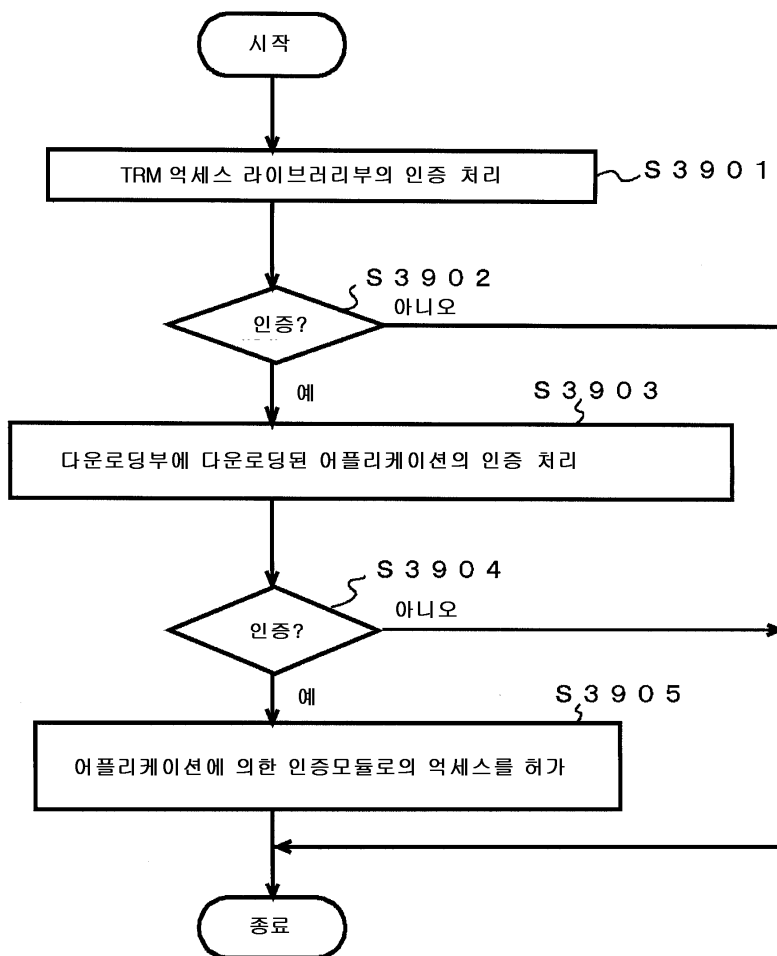 시작
TRM 억세스 라이브러리부의 인증 처리
S3901
S3902
인증?
아니오
예
S3903
다운로딩부에 다운로딩된 어플리케이션의 인증 처리
S3904
인증?
아니오
예
S3905
어플리케이션에 의한 인증모듈로의 억세스를 허가
종료